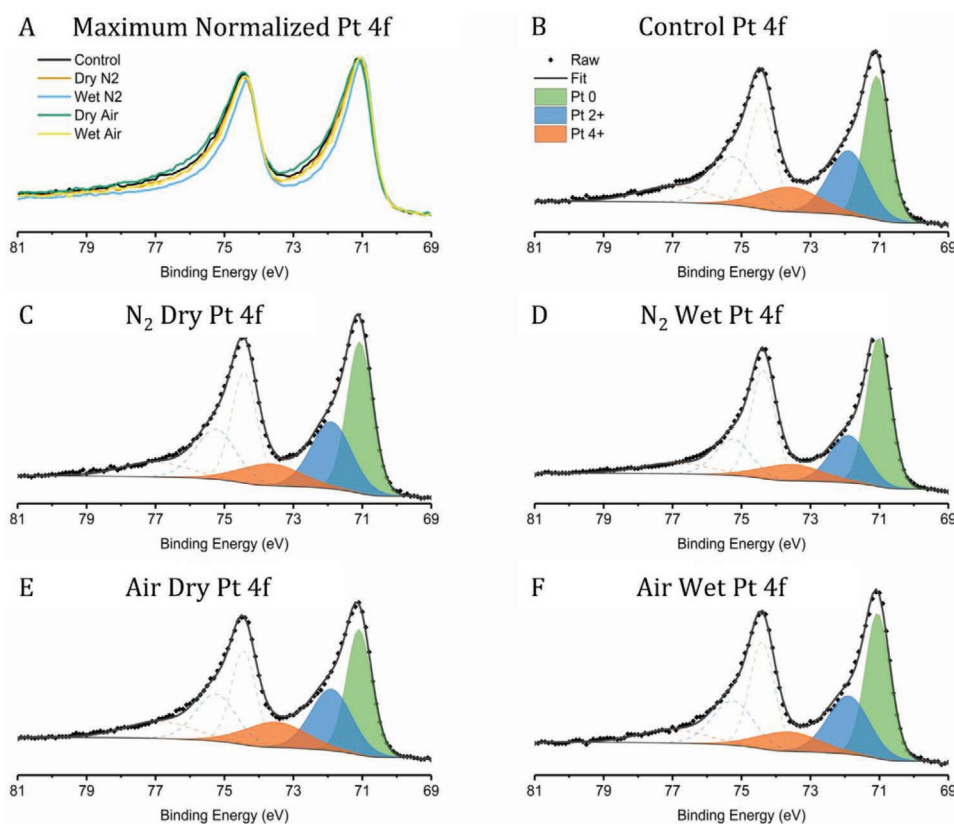 A Maximum Normalized Pt 4f
Control
Dry N2
Wet N2
Dry Air
Wet Air
81 79 77 75 73 71 69
Binding Energy (eV)
B Control Pt 4f
Raw
Fit
Pt 0
Pt 2+
Pt 4+
81 79 77 75 73 71 69
Binding Energy (eV)
C N₂ Dry Pt 4f
81 79 77 75 73 71 69
Binding Energy (eV)
D N₂ Wet Pt 4f
81 79 77 75 73 71 69
Binding Energy (eV)
E Air Dry Pt 4f
81 79 77 75 73 71 69
Binding Energy (eV)
F Air Wet Pt 4f
81 79 77 75 73 71 69
Binding Energy (eV)